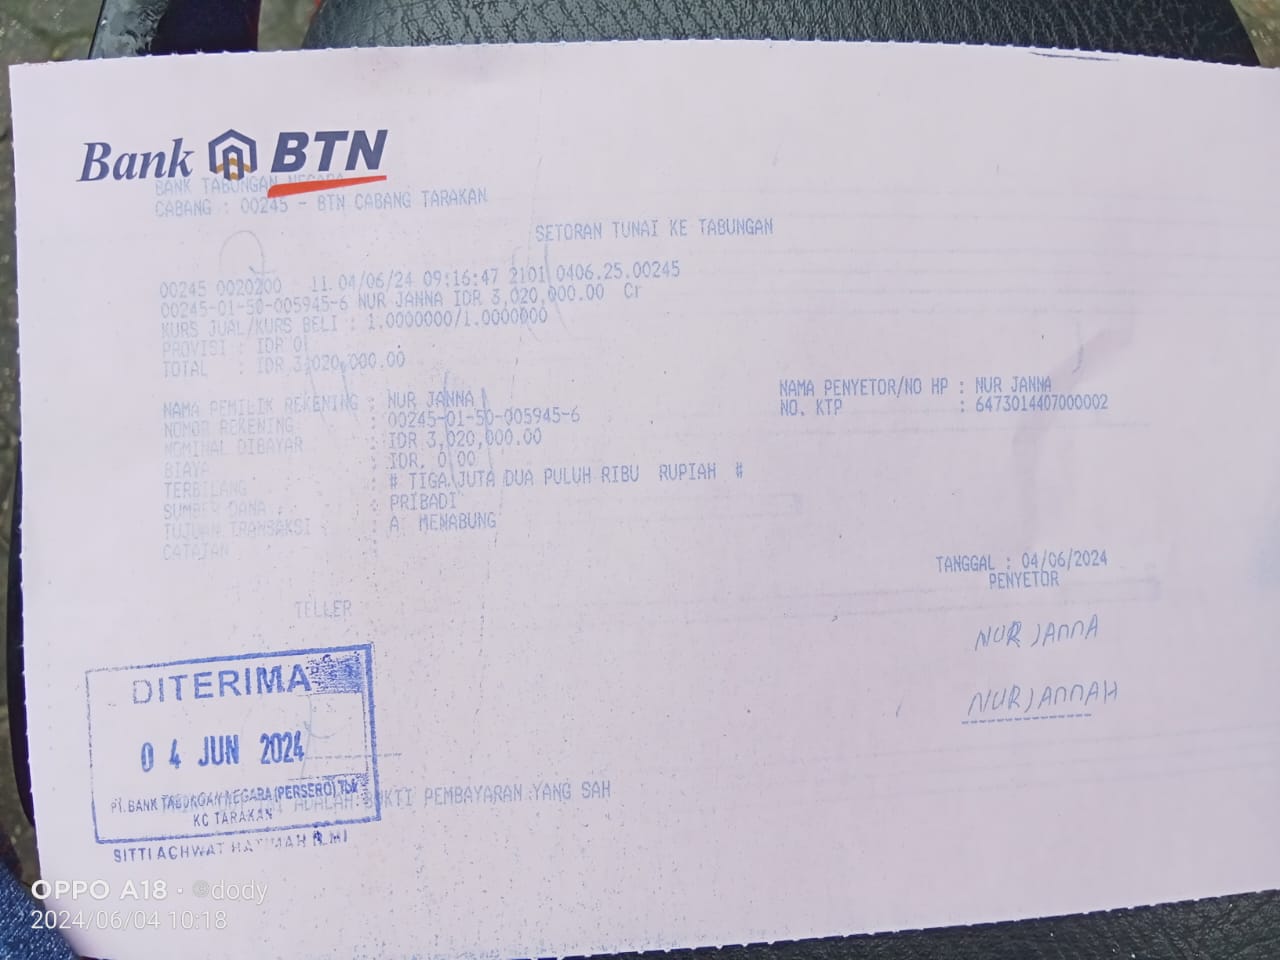 Bank BTN
BANK TABUNGAN NEGARA
CABANG : 00245 - BTN CABANG TARAKAN
SETORAN TUNAI KE TABUNGAN
00245 0020200 11 04/06/24 09:16:47 2101 0406.25.00245
00245-01-50-005945-6 NUR JANNA IDR 3,020,000.00 Cr
KURS JUAL/KURS BELI : 1.0000000/1.0000000
PROVISI : IDR 0
TOTAL : IDR 3,020,000.00
NAMA PEMILIK REKENING : NUR JANNA
NOMOR REKENING : 00245-01-50-005945-6
NOMINAL DIBAYAR : IDR 3,020,000.00
BIAYA : IDR. 0.00
TERBILANG : # TIGA JUTA DUA PULUH RIBU RUPIAH #
SUMBER DANA : PRIBADI
TUJUAN TRANSAKSI : A. MENABUNG
CATATAN :
NAMA PENYETOR/NO HP : NUR JANNA
NO. KTP : 6473014407000002
TANGGAL : 04/06/2024
PENYETOR
TELLER
NUR JANNA
NURJANNAH
DITERIMA
04 JUN 2024
PT. BANK TABUNGAN NEGARA (PERSERO) Tbk
KC TARAKAN
ADALAH BUKTI PEMBAYARAN YANG SAH
SITTI ACHWAT
OPPO A18 · ©dody
2024/06/04 10:18